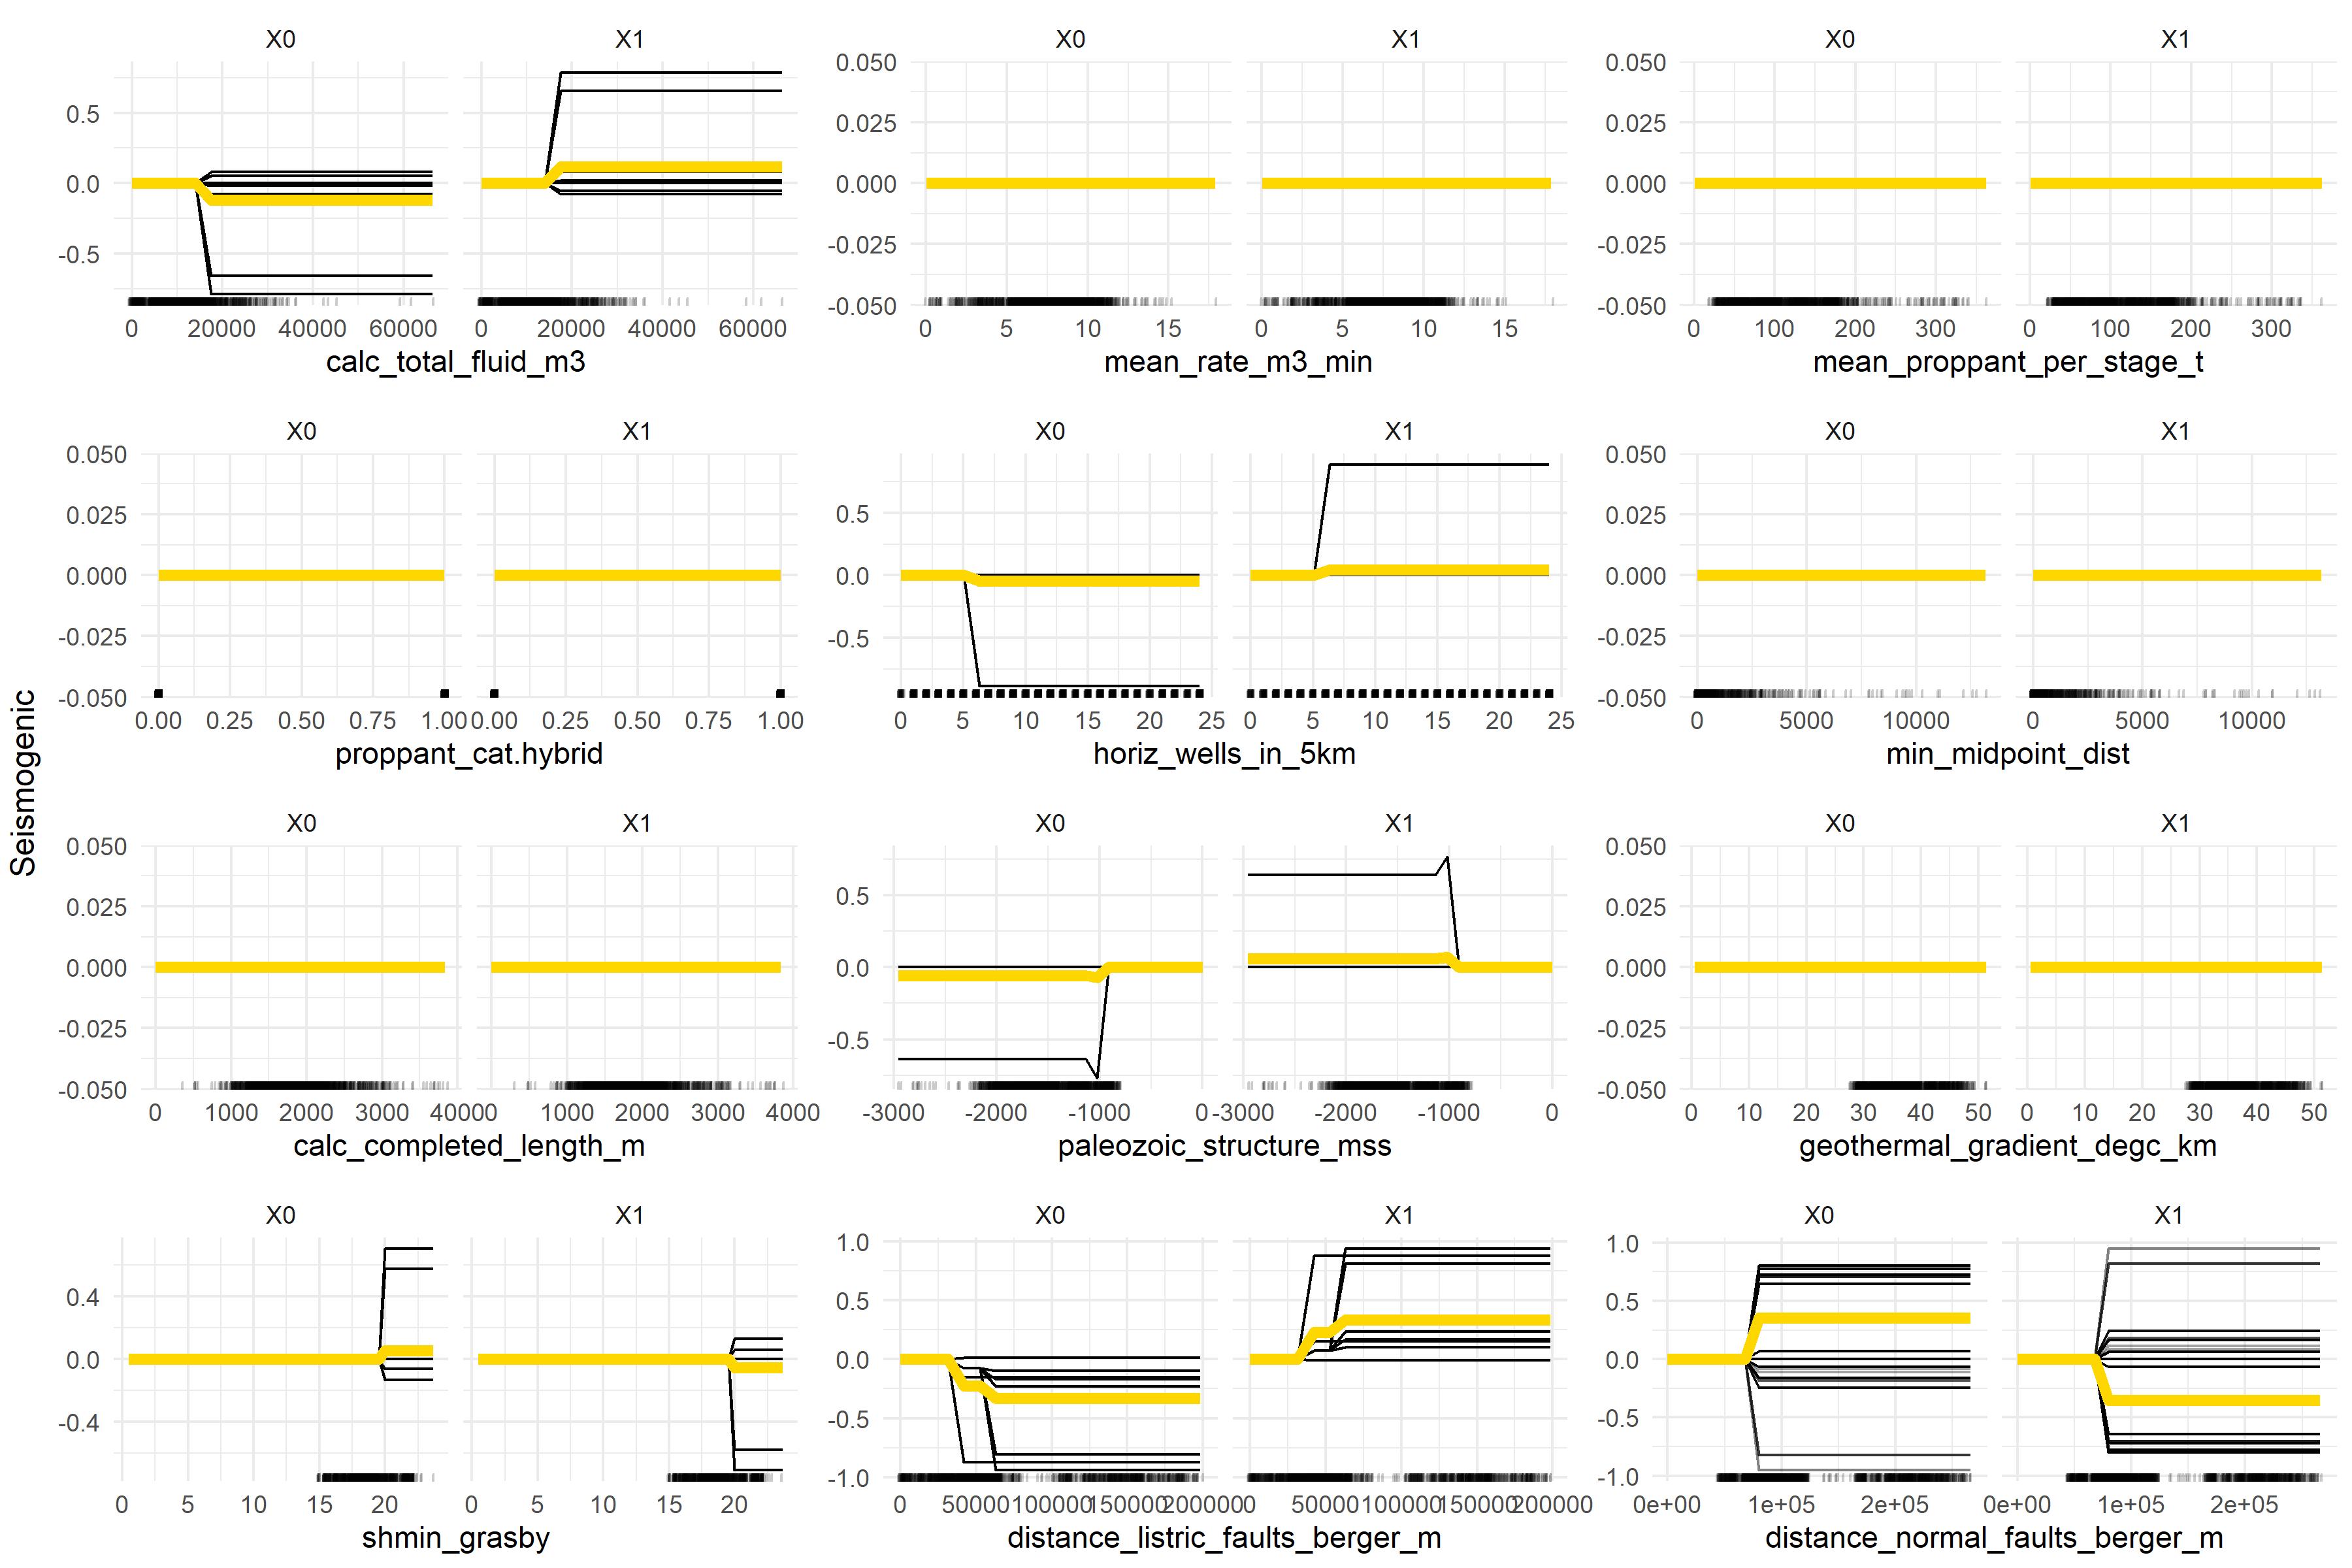 Seismogenic
X0 X1
0.5
0.0
-0.5
0 20000 40000 60000 0 20000 40000 60000
calc_total_fluid_m3
X0 X1
0.050
0.025
0.000
-0.025
-0.050
0 5 10 15 0 5 10 15
mean_rate_m3_min
X0 X1
0.050
0.025
0.000
-0.025
-0.050
0 100 200 300 0 100 200 300
mean_proppant_per_stage_t
X0 X1
0.050
0.025
0.000
-0.025
-0.050
0.00 0.25 0.50 0.75 1.00 0.00 0.25 0.50 0.75 1.00
proppant_cat.hybrid
X0 X1
0.5
0.0
-0.5
0 5 10 15 20 25 0 5 10 15 20 25
horiz_wells_in_5km
X0 X1
0.050
0.025
0.000
-0.025
-0.050
0 5000 10000 0 5000 10000
min_midpoint_dist
X0 X1
0.050
0.025
0.000
-0.025
-0.050
0 1000 2000 3000 4000 0 1000 2000 3000 4000
calc_completed_length_m
X0 X1
0.5
0.0
-0.5
-3000 -2000 -1000 0 -3000 -2000 -1000 0
paleozoic_structure_mss
X0 X1
0.050
0.025
0.000
-0.025
-0.050
0 10 20 30 40 50 0 10 20 30 40 50
geothermal_gradient_degc_km
X0 X1
0.4
0.0
-0.4
0 5 10 15 20 0 5 10 15 20
shmin_grasby
X0 X1
1.0
0.5
0.0
-0.5
-1.0
0 50000 100000 150000 200000 0 50000 100000 150000 200000
distance_listric_faults_berger_m
X0 X1
1.0
0.5
0.0
-0.5
-1.0
0e+00 1e+05 2e+05 0e+00 1e+05 2e+05
distance_normal_faults_berger_m